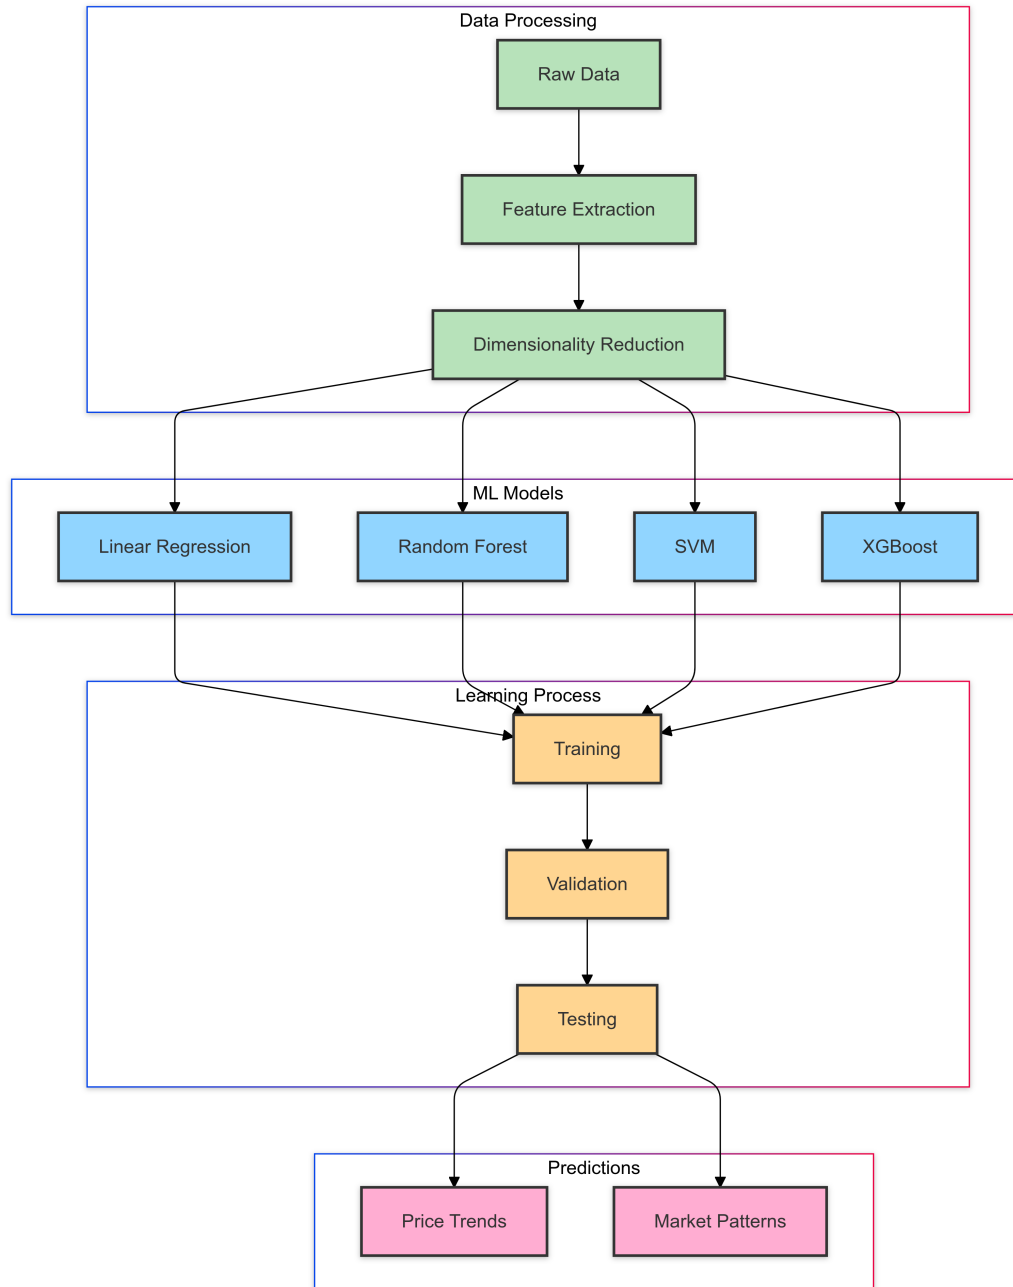 Data Processing
Raw Data
Feature Extraction
Dimensionality Reduction
ML Models
Linear Regression
Random Forest
SVM
XGBoost
Learning Process
Training
Validation
Testing
Predictions
Price Trends
Market Patterns